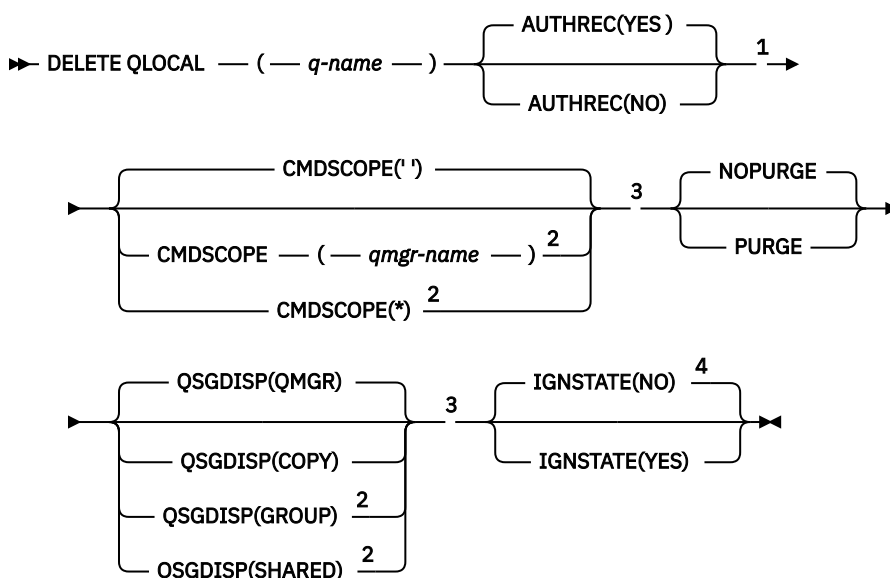 AUTHREC(YES )
DELETE QLOCAL ( q-name ) 1
AUTHREC(NO)
CMDSCOPE(' ')
3 NOPURGE
CMDSCOPE ( qmgr-name ) 2
PURGE
CMDSCOPE(*) 2
QSGDISP(QMGR)
3 IGNSTATE(NO) 4
QSGDISP(COPY)
IGNSTATE(YES)
QSGDISP(GROUP) 2
QSGDISP(SHARED) 2